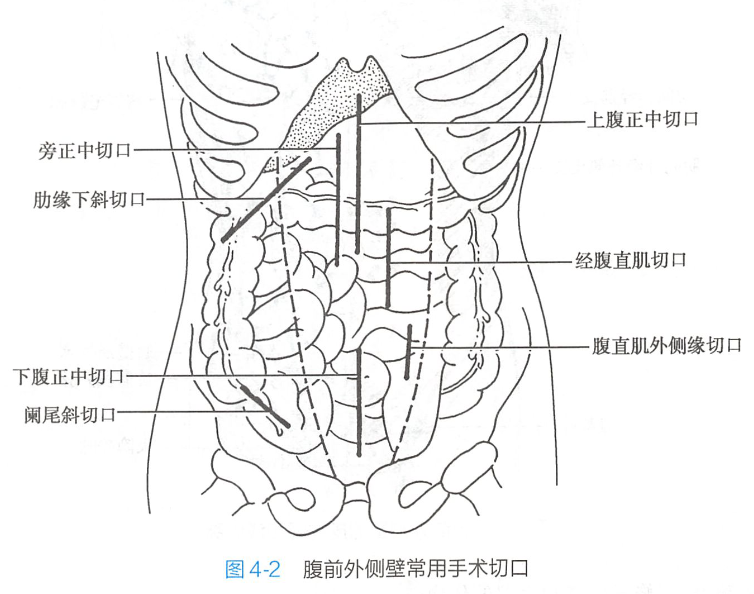 上腹正中切口
旁正中切口
肋缘下斜切口
经腹直肌切口
腹直肌外侧缘切口
下腹正中切口
阑尾斜切口
图 4-2 腹前外侧壁常用手术切口